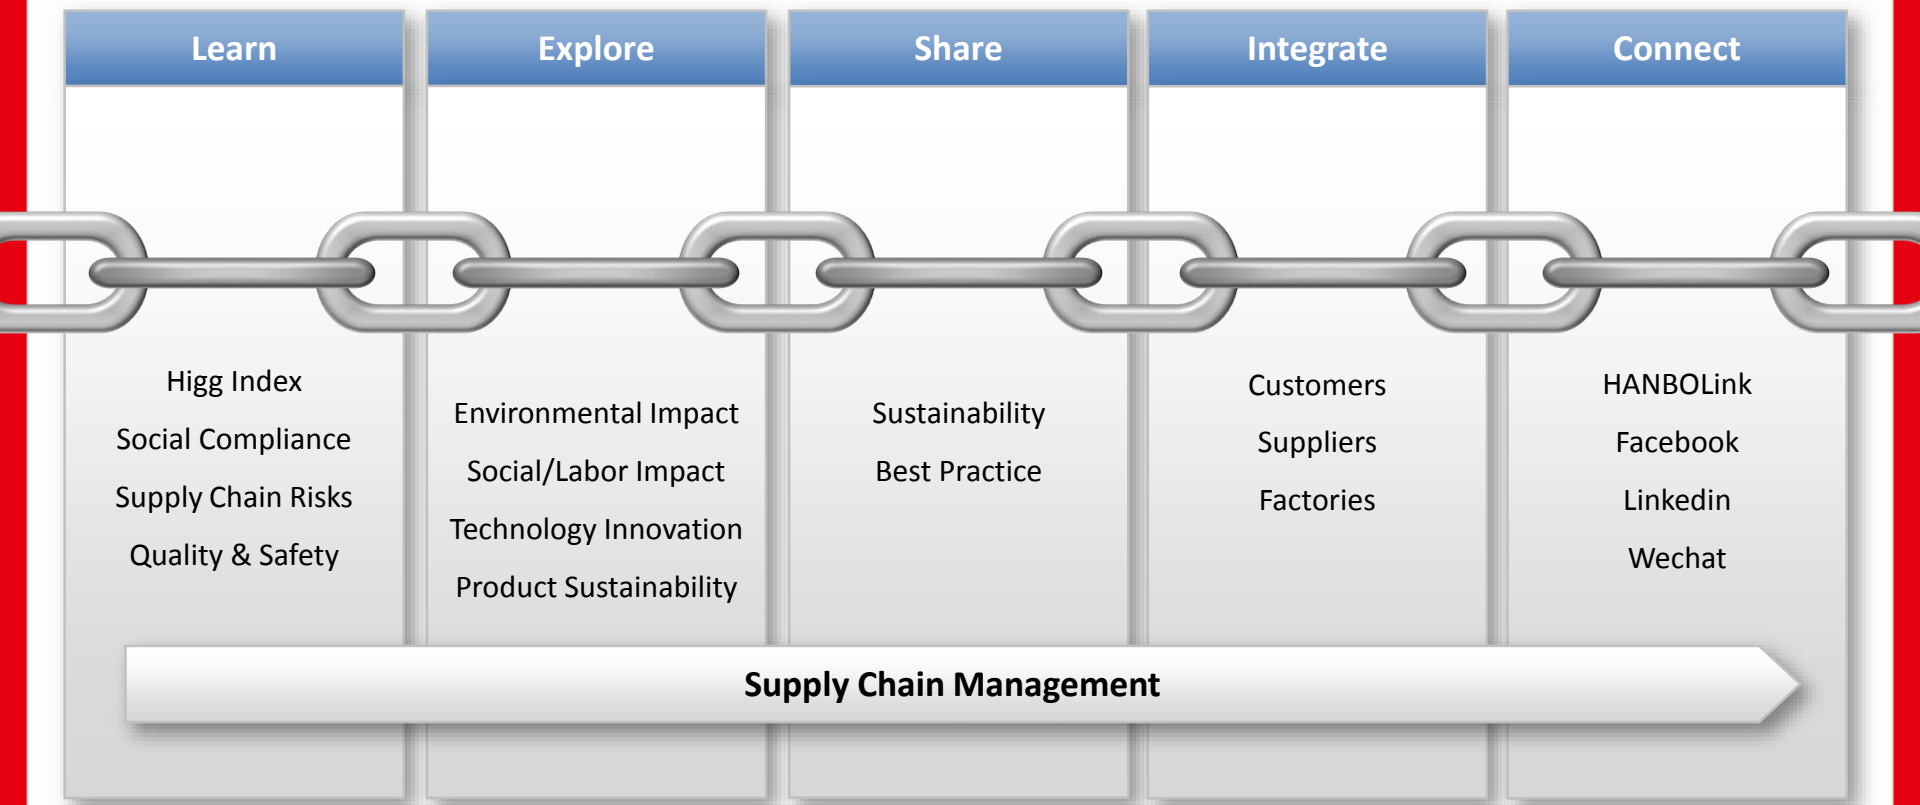 Learn
Explore
Share
Integrate
Connect
Higg Index
Social Compliance
Supply Chain Risks
Quality & Safety
Environmental Impact
Social/Labor Impact
Technology Innovation
Product Sustainability
Sustainability
Best Practice
Customers
Suppliers
Factories
HANBOLink
Facebook
Linkedin
Wechat
Supply Chain Management